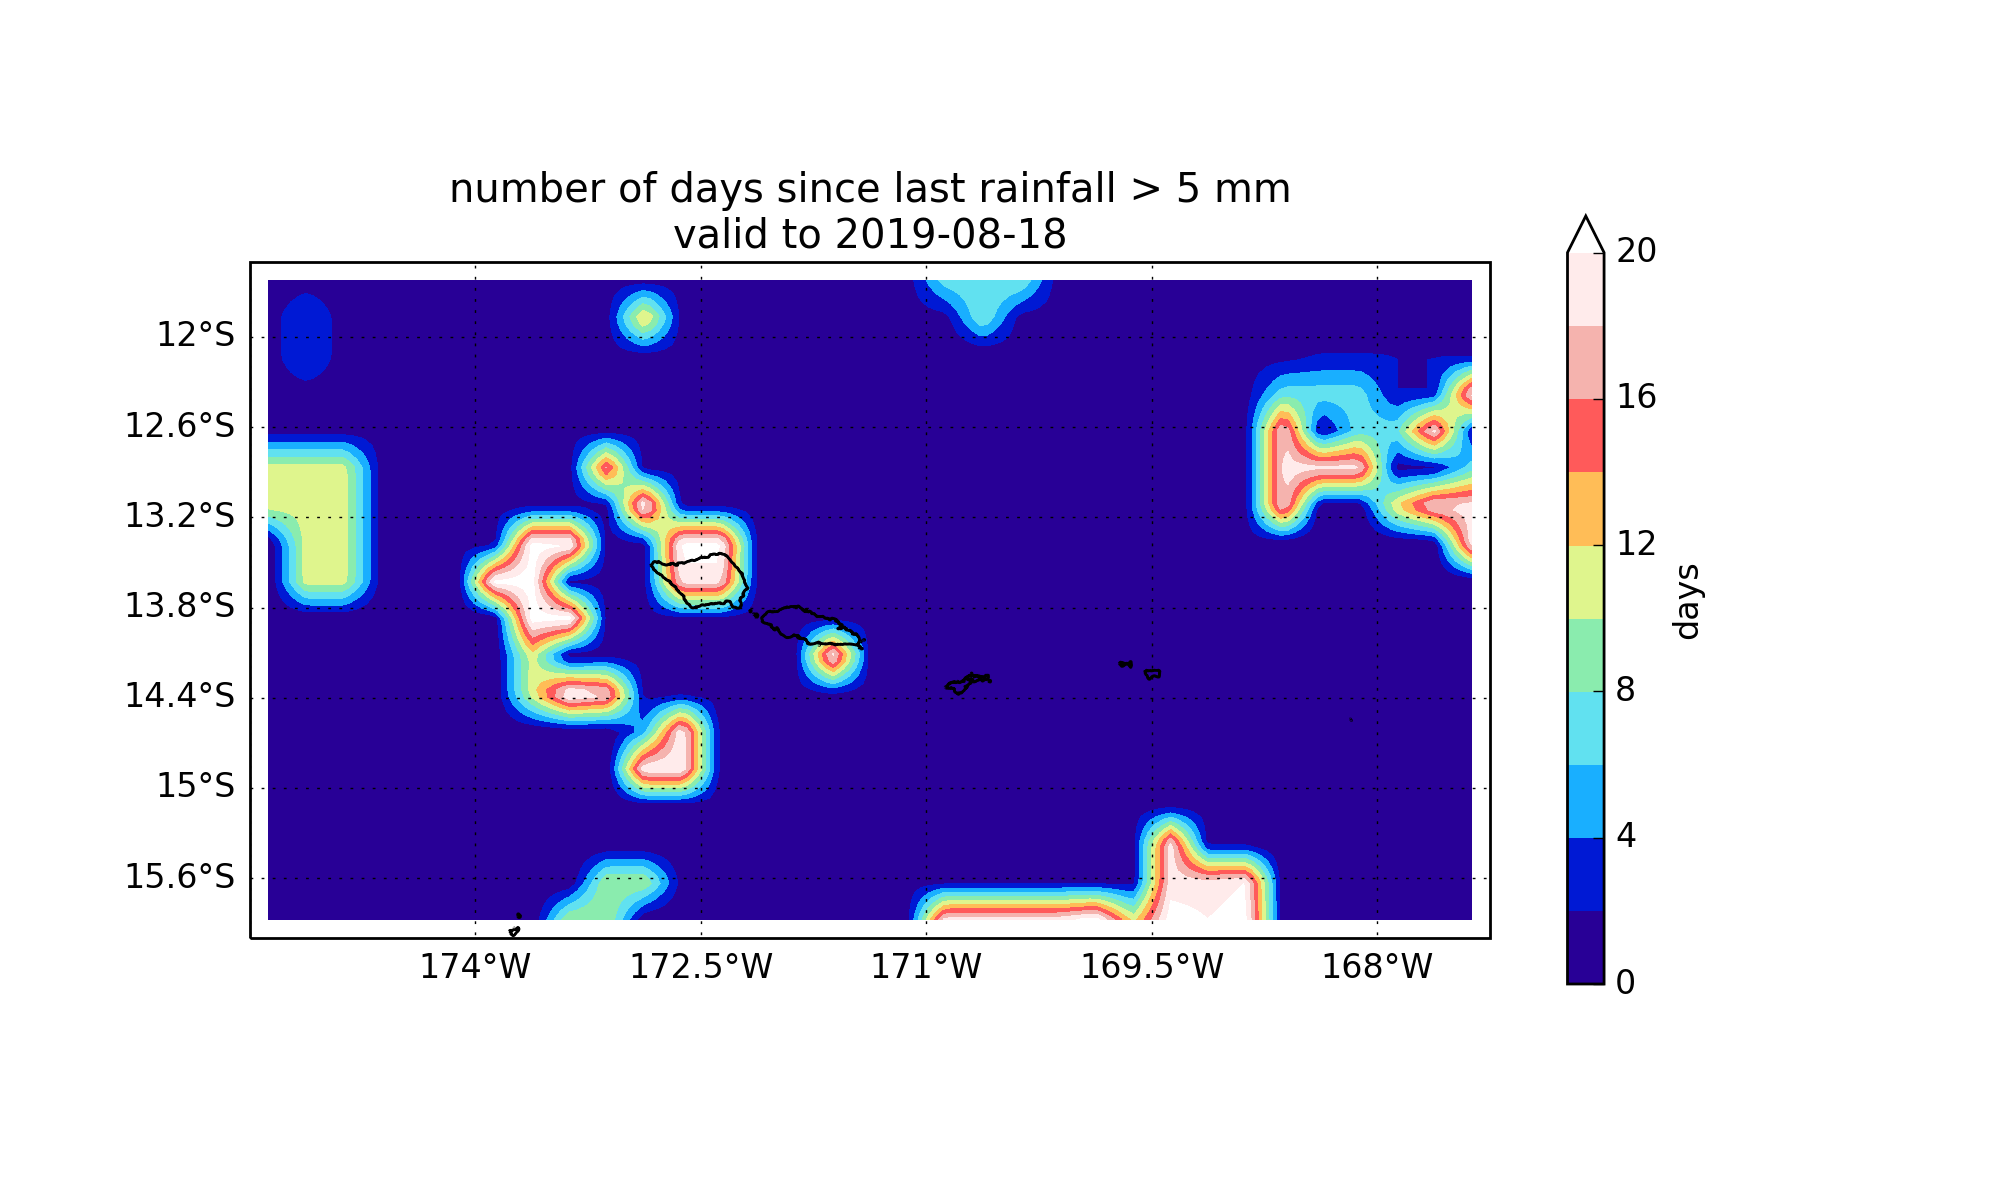 number of days since last rainfall > 5 mm
valid to 2019-08-18
12°S
12.6°S
13.2°S
13.8°S
14.4°S
15°S
15.6°S
174°W 172.5°W 171°W 169.5°W 168°W
20
16
12
8
4
0
days